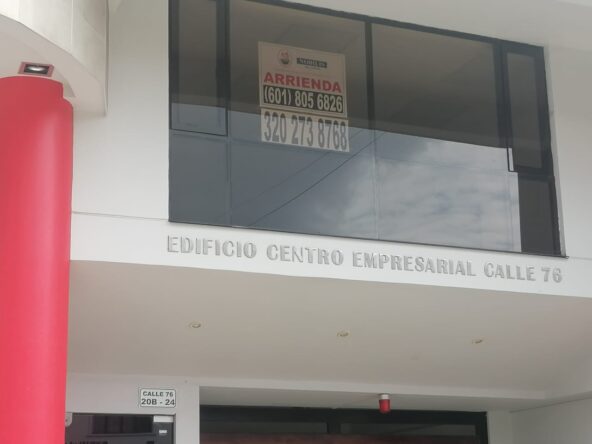 ARRIENDA
(601) 805 6826
320 273 8768
EDIFICIO CENTRO EMPRESARIAL CALLE 76
CALLE 76
20B - 24